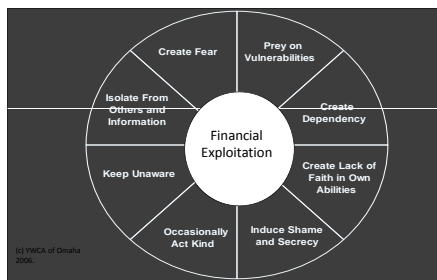 Create Fear
Prey on
Vulnerabilities
Isolate From
Others and
Information
Create
Dependency
Financial
Exploitation
Keep Unaware
Create Lack of
Faith in Own
Abilities
Occasionally
Act Kind
Induce Shame
and Secrecy
(c) YWCA of Omaha
2006.